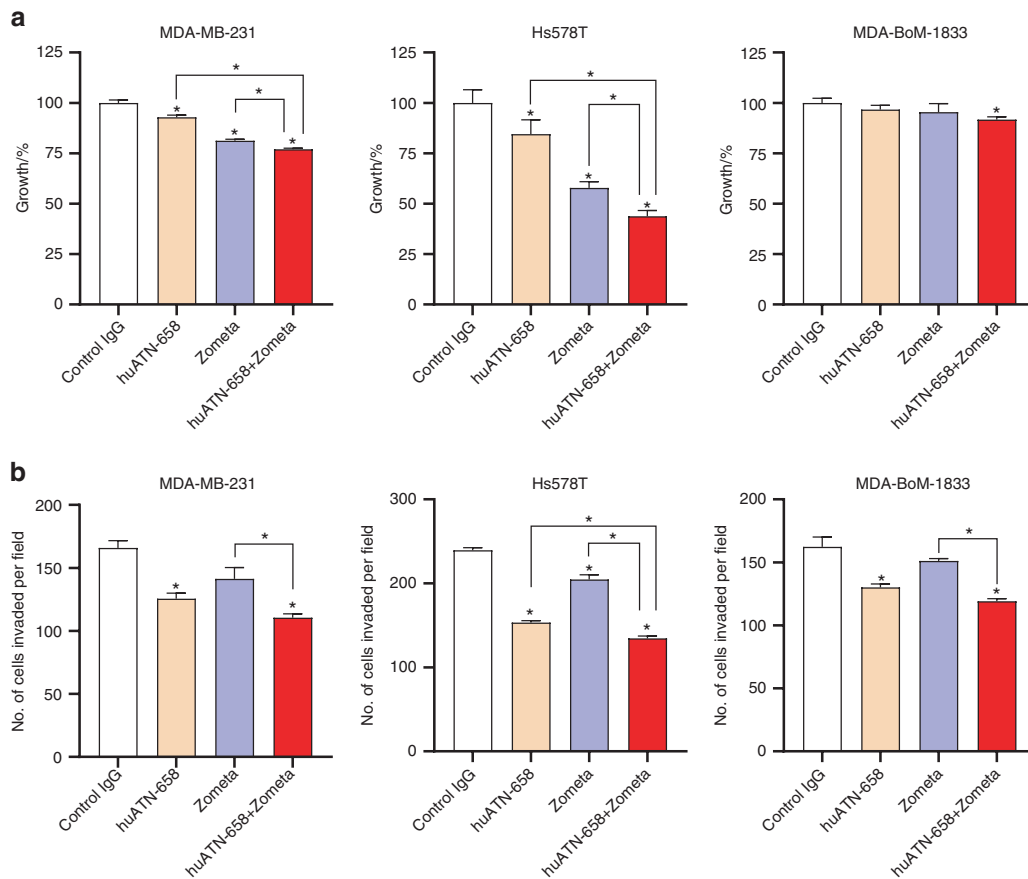 a
MDA-MB-231
Growth/%
125
100
75
50
25
0
*
*
*
*
*
Control IgG
huATN-658
Zometa
huATN-658+Zometa
Hs578T
Growth/%
125
100
75
50
25
0
*
*
*
*
*
Control IgG
huATN-658
Zometa
huATN-658+Zometa
MDA-BoM-1833
Growth/%
125
100
75
50
25
0
*
Control IgG
huATN-658
Zometa
huATN-658+Zometa
b
MDA-MB-231
No. of cells invaded per field
200
150
100
50
0
*
*
*
Control IgG
huATN-658
Zometa
huATN-658+Zometa
Hs578T
No. of cells invaded per field
300
200
100
0
*
*
*
*
*
Control IgG
huATN-658
Zometa
huATN-658+Zometa
MDA-BoM-1833
No. of cells invaded per field
200
150
100
50
0
*
*
*
Control IgG
huATN-658
Zometa
huATN-658+Zometa